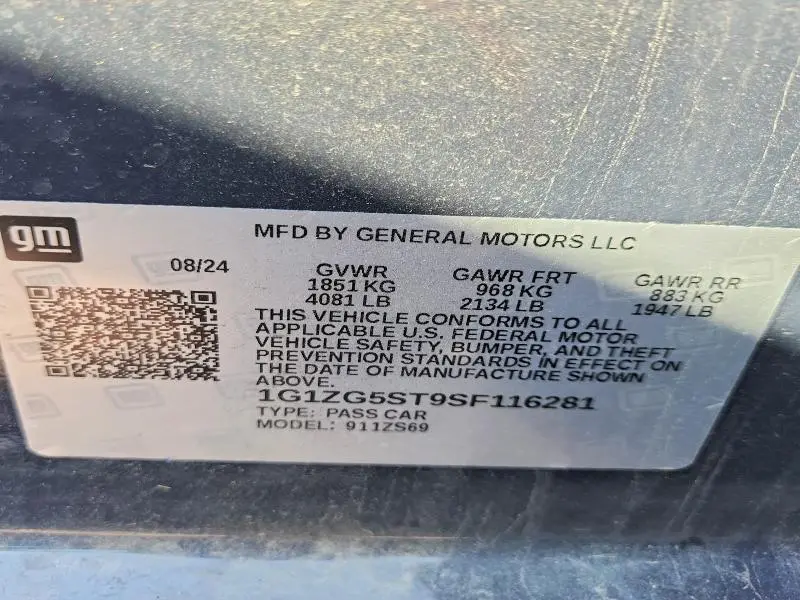 gm
MFD BY GENERAL MOTORS LLC
08/24 GVWR GAWR FRT GAWR RR
1851 KG 968 KG 883 KG
4081 LB 2134 LB 1947 LB
THIS VEHICLE CONFORMS TO ALL
APPLICABLE U.S. FEDERAL MOTOR
VEHICLE SAFETY, BUMPER, AND THEFT
PREVENTION STANDARDS IN EFFECT ON
THE DATE OF MANUFACTURE SHOWN
ABOVE.
1G1ZG5ST9SF116281
TYPE: PASS CAR
MODEL: 911ZS69